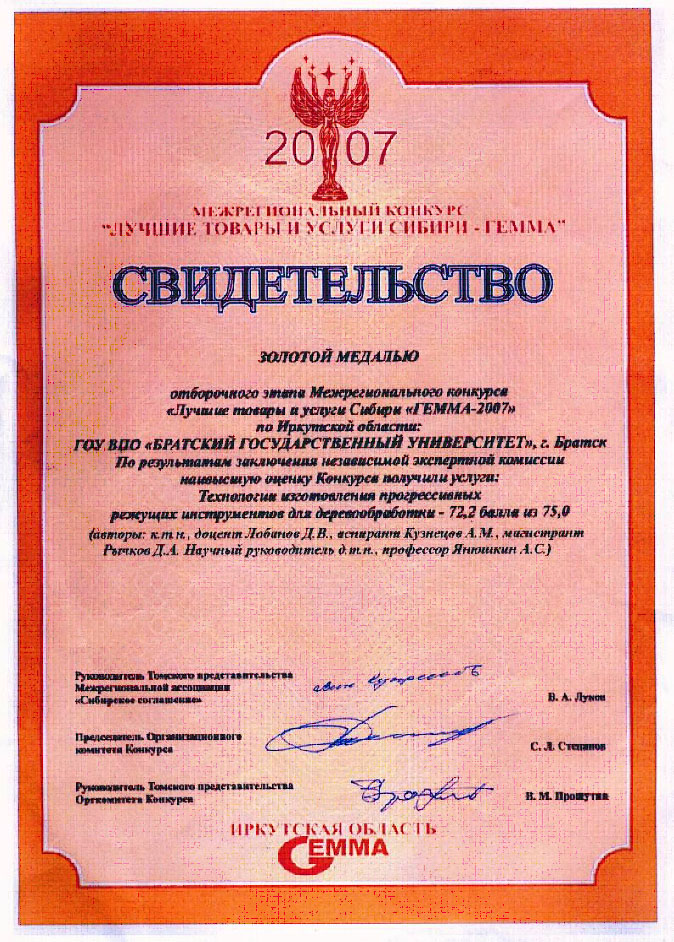 2007
МЕЖРЕГИОНАЛЬНЫЙ КОНКУРС
“ЛУЧШИЕ ТОВАРЫ И УСЛУГИ СИБИРИ - ГЕММА”
СВИДЕТЕЛЬСТВО
ЗОЛОТОЙ МЕДАЛЬЮ
отборочного этапа Межрегионального конкурса
«Лучшие товары и услуги Сибири «ГЕММА-2007»
по Иркутской области:
ГОУ ВПО «БРАТСКИЙ ГОСУДАРСТВЕННЫЙ УНИВЕРСИТЕТ», г. Братск
По результатам заключения независимой экспертной комиссии
наивысшую оценку Конкурса получили услуга:
Технологии изготовления прогрессивных
режущих инструментов для деревообработки - 72,2 балла из 75,0
(авторы: к.т.н., доцент Лобанов Д.В., аспирант Кузнецов А.М., магистрант
Рычков Д.А. Научный руководитель д.т.н., профессор Янюшкин А.С.)
Руководитель Томского представительства
Межрегиональной ассоциации
«Сибирское соглашение»
В. А.
Председатель Организационного
комитета Конкурса
С. Л. Степанов
Руководитель Томского представительства
Оргкомитета Конкурса
В. М.
ИРКУТСКАЯ ОБЛАСТЬ
GEMMA